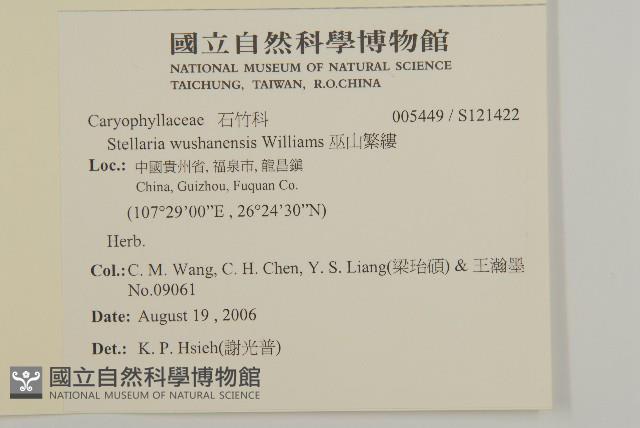 國立自然科學博物館
NATIONAL MUSEUM OF NATURAL SCIENCE
TAICHUNG, TAIWAN, R.O.CHINA
Caryophyllaceae 石竹科 005449 / S121422
Stellaria wushanensis Williams 巫山繁縷
Loc.: 中國貴州省, 福泉市, 龍昌鎮
China, Guizhou, Fuquan Co.
(107°29’00”E , 26°24’30”N)
Herb.
Col.: C. M. Wang, C. H. Chen, Y. S. Liang(梁珆碩) & 王瀚墨
No.09061
Date: August 19 , 2006
Det.: K. P. Hsieh(謝光普)
國立自然科學博物館
NATIONAL MUSEUM OF NATURAL SCIENCE